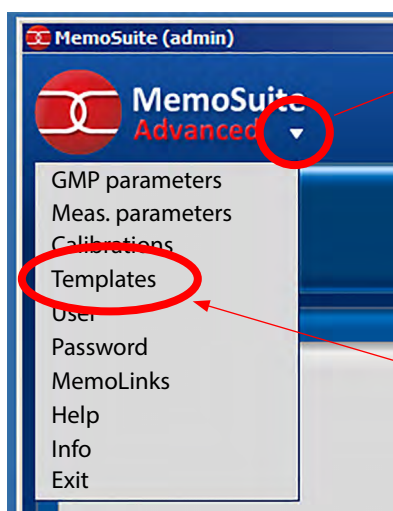 MemoSuite (admin)
MemoSuite
Advanced
GMP parameters
Meas. parameters
Calibrations
Templates
User
Password
MemoLinks
Help
Info
Exit